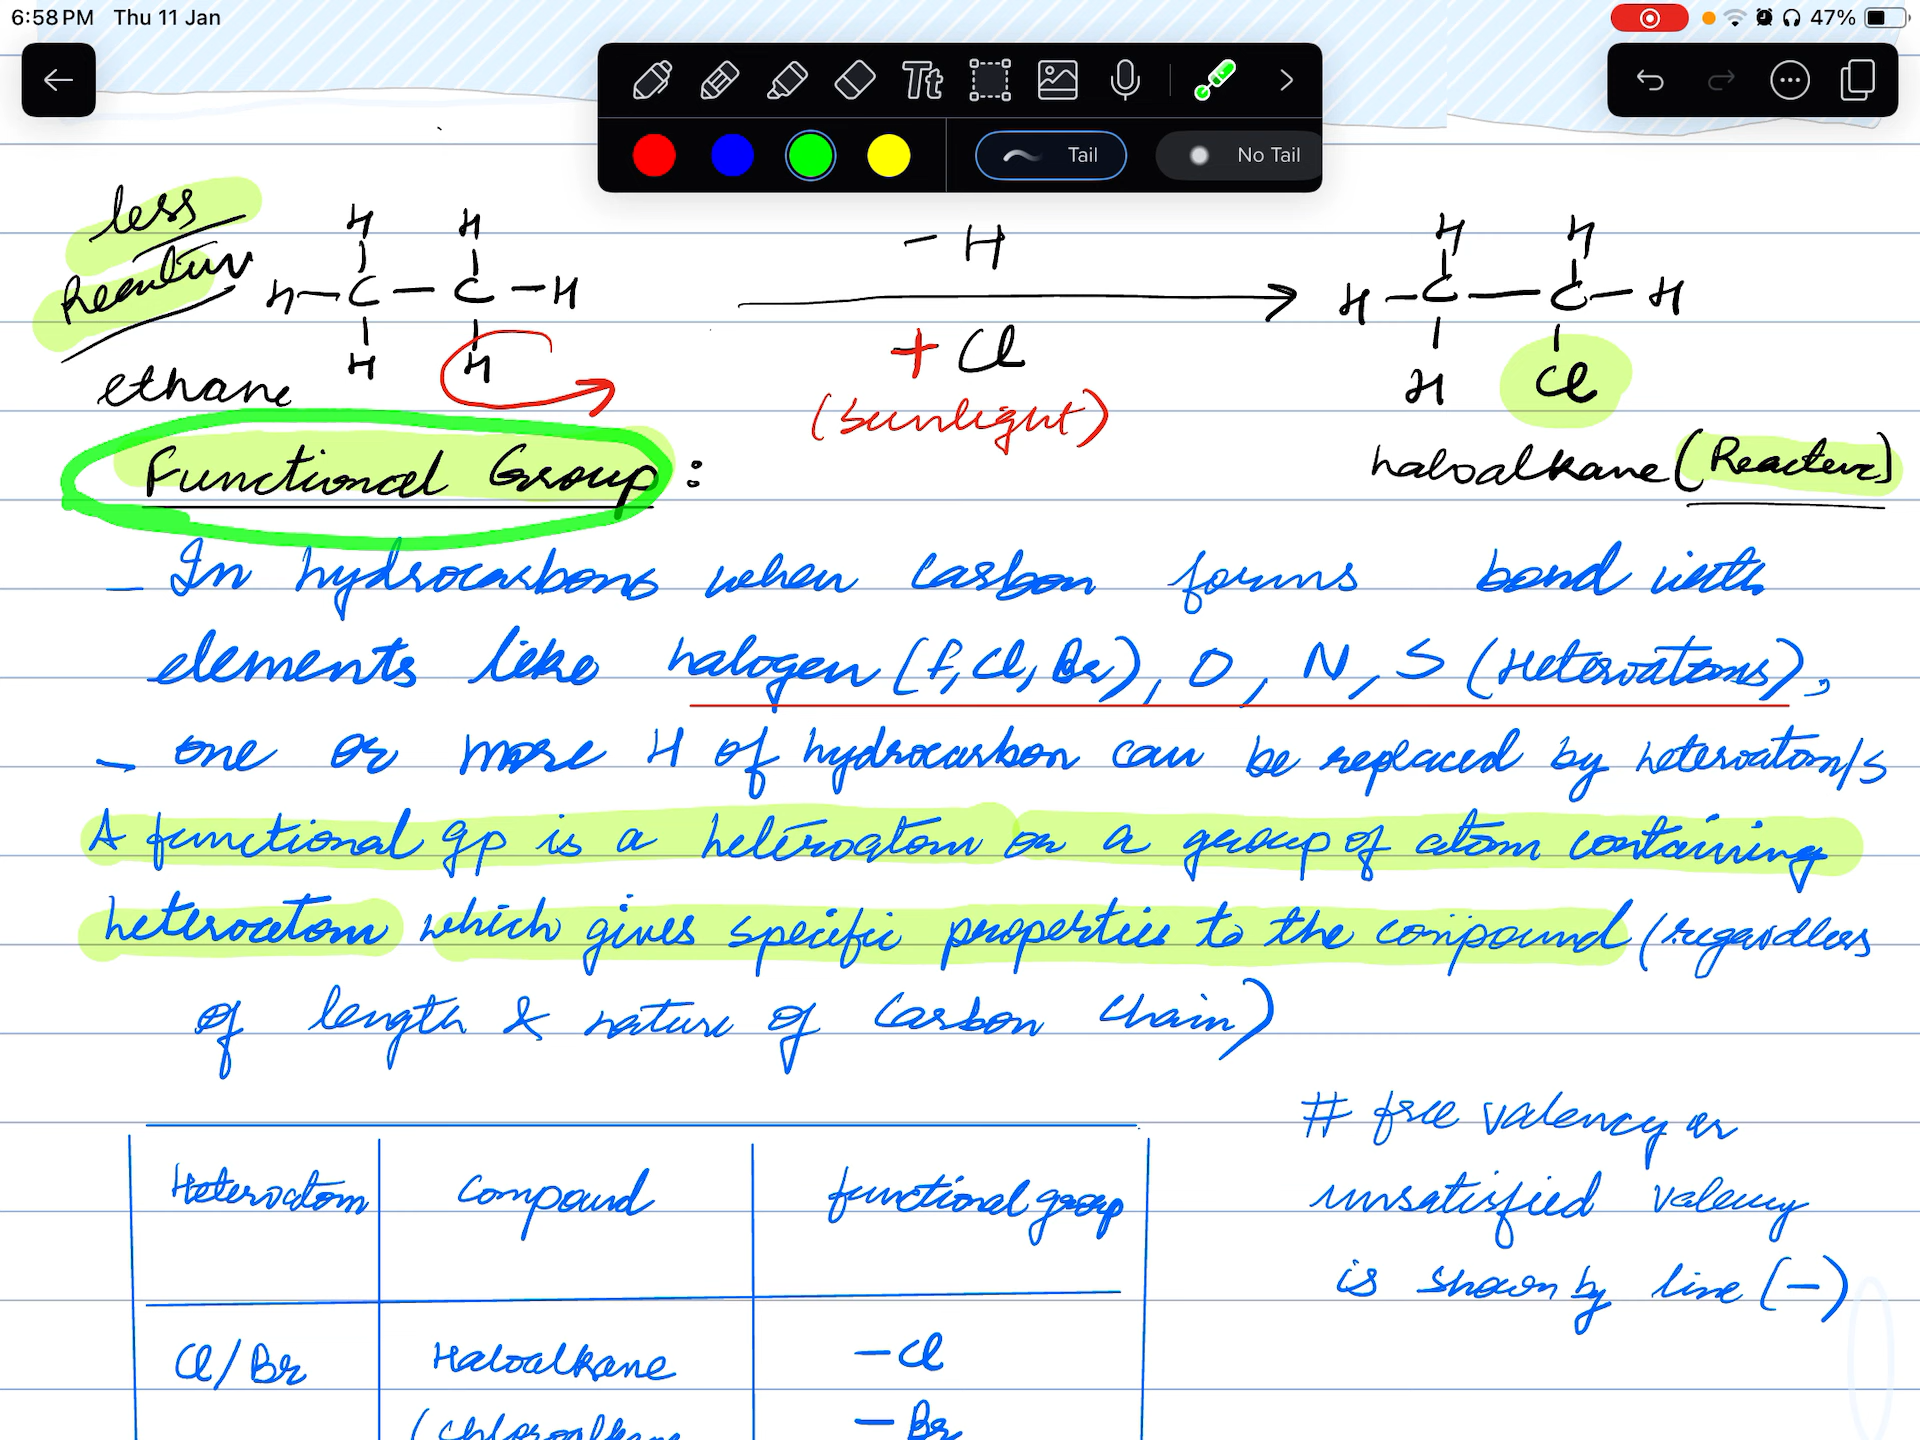 6:58 PM Thu 11 Jan
47%
Tt
Tail
No Tail
less
Reactive
H H
H–C–C–H
H H
ethane
– H
+ Cl
(Sunlight)
H H
H–C–C–H
H Cl
haloalkane (Reactive)
Functional Group :
– In hydrocarbons when carbon forms bond with
elements like halogen (F, Cl, Br), O, N, S (Heteroatoms),
– one or more H of hydrocarbon can be replaced by heteroatom/s
A functional gp is a heteroatom or a group of atom containing
heteroatom which gives specific properties to the compound (regardless
of length & nature of Carbon Chain)
# free valency or
unsatisfied valency
is shown by line (–)
Heteroatom Compound functional group
Cl/Br Haloalkane –Cl
(chloroalkane –Br